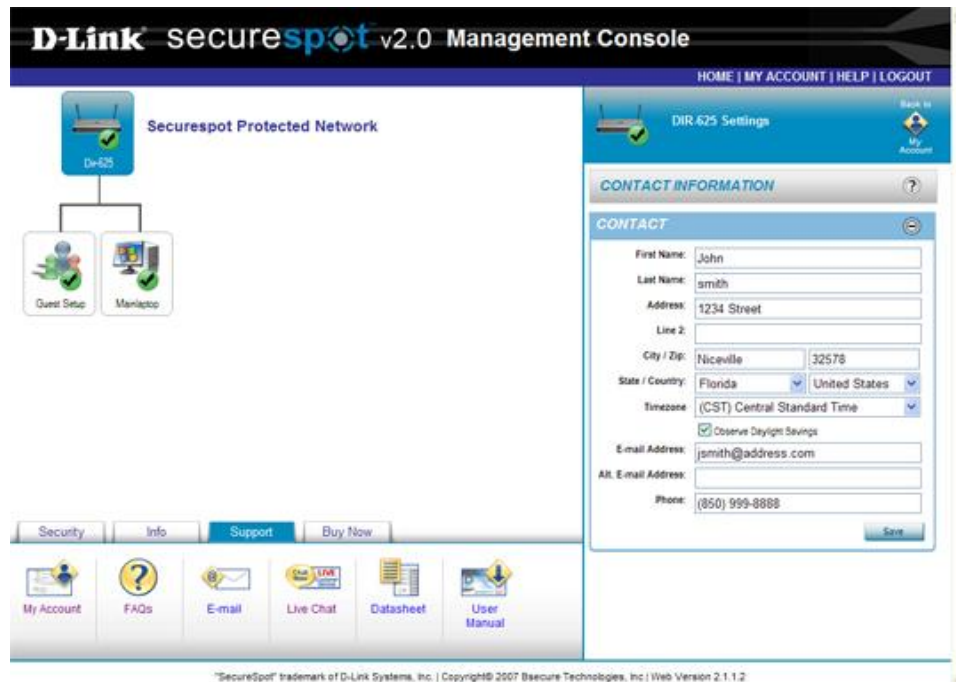 D-Link securespot v2.0 Management Console
HOME | MY ACCOUNT | HELP | LOGOUT
Dir-625
Securespot Protected Network
Guest Setup
Mainlaptop
DIR-625 Settings
Back to
My
Account
CONTACT INFORMATION
?
CONTACT
First Name: John
Last Name: smith
Address: 1234 Street
Line 2:
City / Zip: Niceville 32578
State / Country: Florida United States
Timezone (CST) Central Standard Time
Observe Daylight Savings
E-mail Address: jsmith@address.com
Alt. E-mail Address:
Phone: (850) 999-8888
Save
Security Info Support Buy Now
My Account
FAQs
E-mail
Chat LIVE
Live Chat
Datasheet
User
Manual
"SecureSpot" trademark of D-Link Systems, Inc. | Copyright© 2007 Bsecure Technologies, Inc | Web Version 2.1.1.2